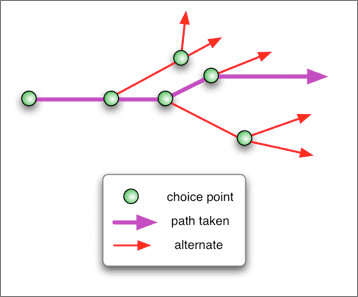 choice point
path taken
alternate